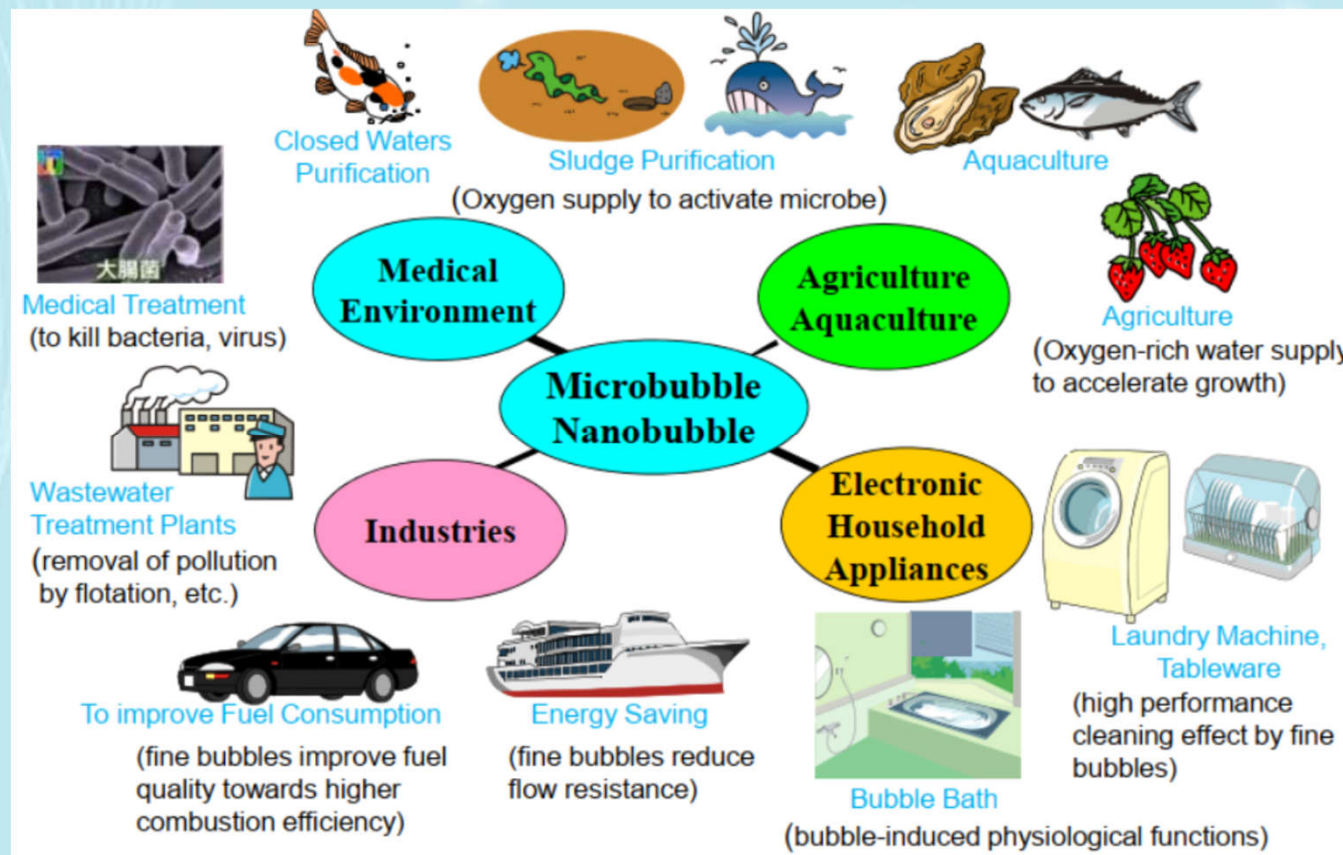 Closed Waters
Purification
Sludge Purification
(Oxygen supply to activate microbe)
Aquaculture
大腸菌
Medical Treatment
(to kill bacteria, virus)
Medical
Environment
Agriculture
Aquaculture
Agriculture
(Oxygen-rich water supply
to accelerate growth)
Microbubble
Nanobubble
Wastewater
Treatment Plants
(removal of pollution
by flotation, etc.)
Industries
Electronic
Household
Appliances
Laundry Machine,
Tableware
(high performance
cleaning effect by fine
bubbles)
To improve Fuel Consumption
(fine bubbles improve fuel
quality towards higher
combustion efficiency)
Energy Saving
(fine bubbles reduce
flow resistance)
Bubble Bath
(bubble-induced physiological functions)